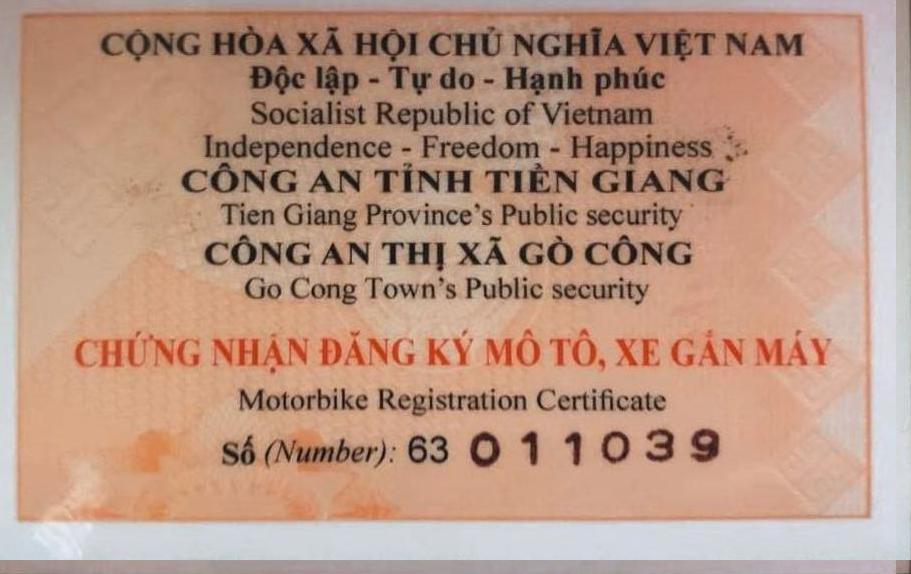 CỘNG HÒA XÃ HỘI CHỦ NGHĨA VIỆT NAM
Độc lập - Tự do - Hạnh phúc
Socialist Republic of Vietnam
Independence - Freedom - Happiness
CÔNG AN TỈNH TIỀN GIANG
Tien Giang Province's Public security
CÔNG AN THỊ XÃ GÒ CÔNG
Go Cong Town's Public security
CHỨNG NHẬN ĐĂNG KÝ MÔ TÔ, XE GẮN MÁY
Motorbike Registration Certificate
Số (Number): 63 011039